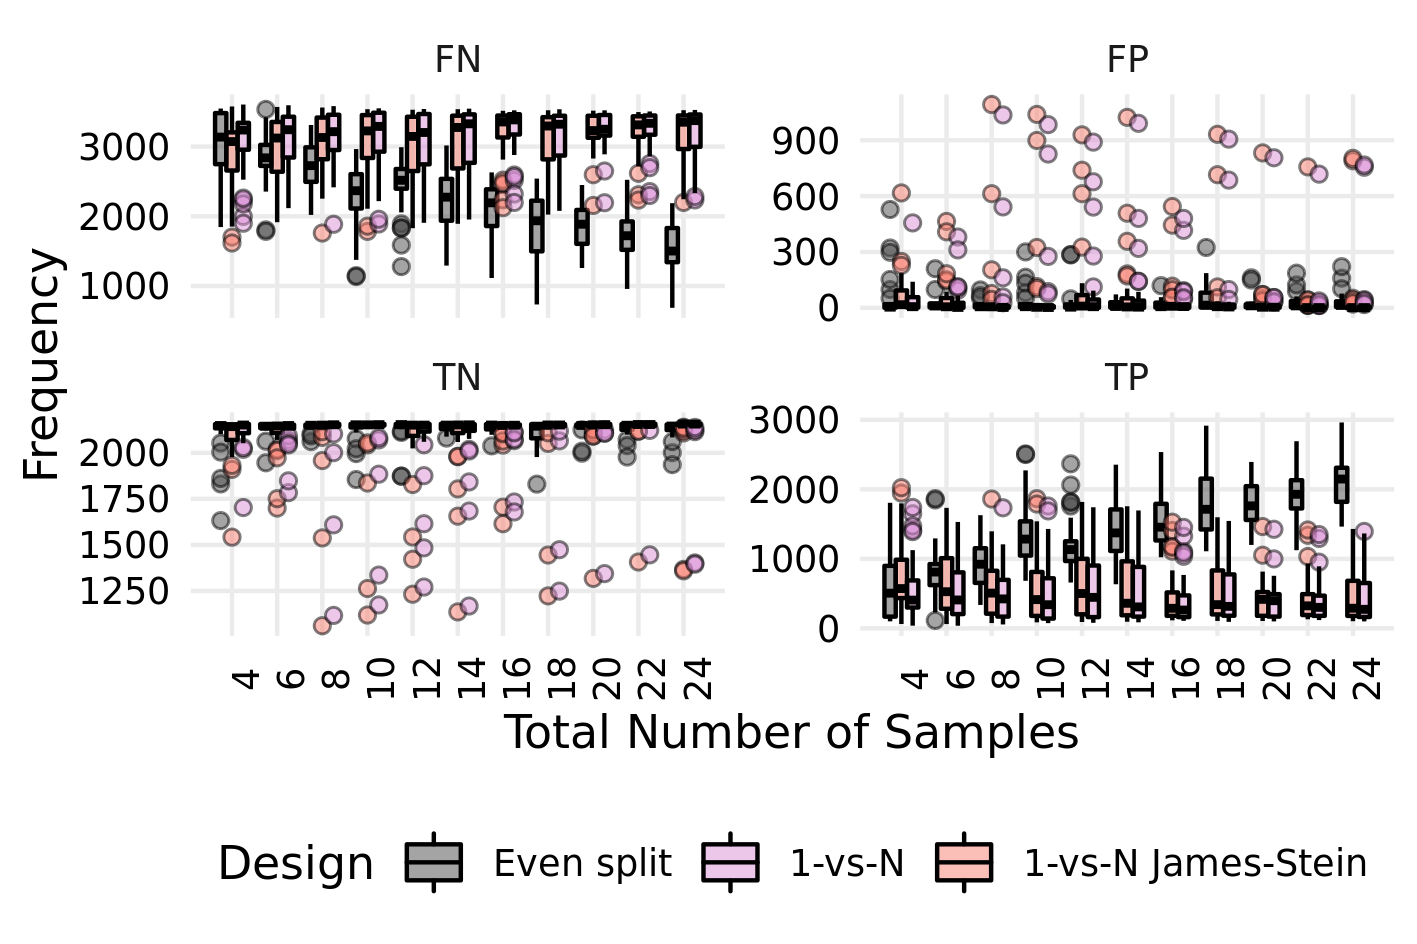 FN
FP
3000
2000
1000
900
600
300
0
Frequency
TN
TP
2000
1750
1500
1250
3000
2000
1000
0
4 6 8 10 12 14 16 18 20 22 24
4 6 8 10 12 14 16 18 20 22 24
Total Number of Samples
Design Even split 1-vs-N 1-vs-N James-Stein